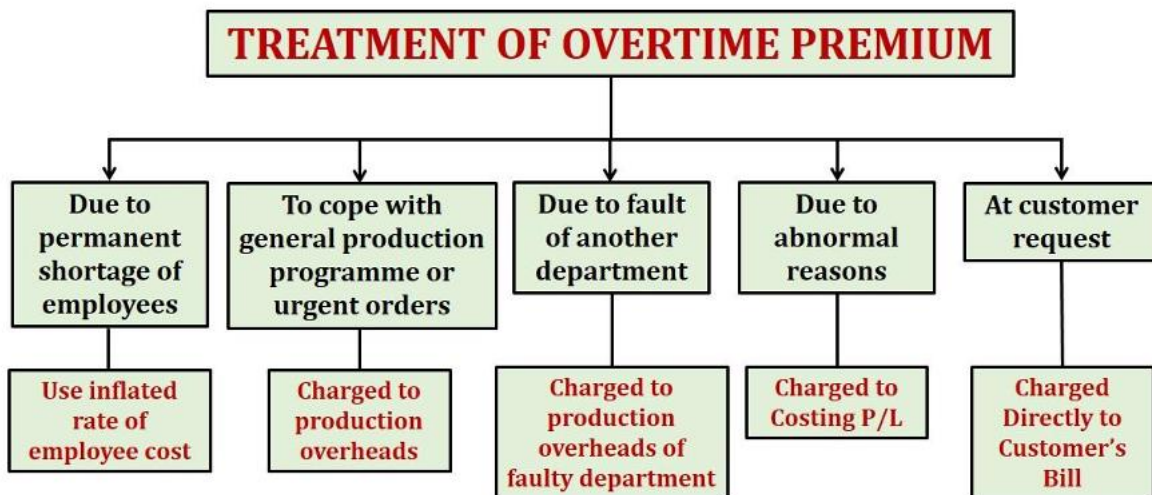 TREATMENT OF OVERTIME PREMIUM
Due to
permanent
shortage of
employees
To cope with
general production
programme or
urgent orders
Due to fault
of another
department
Due to
abnormal
reasons
At customer
request
Use inflated
rate of
employee cost
Charged to
production
overheads
Charged to
production
overheads of
faulty department
Charged to
Costing P/L
Charged
Directly to
Customer’s
Bill